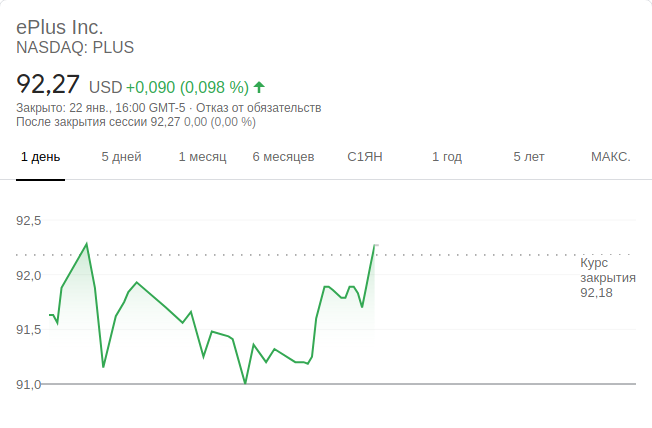 ePlus Inc.
NASDAQ: PLUS
92,27 USD +0,090 (0,098 %)
Закрыто: 22 янв., 16:00 GMT-5 · Отказ от обязательств
После закрытия сессии 92,27 0,00 (0,00 %)
1 день 5 дней 1 месяц 6 месяцев С1ЯН 1 год 5 лет МАКС.
92,5
Курс
закрытия
92,18
92,0
91,5
91,0